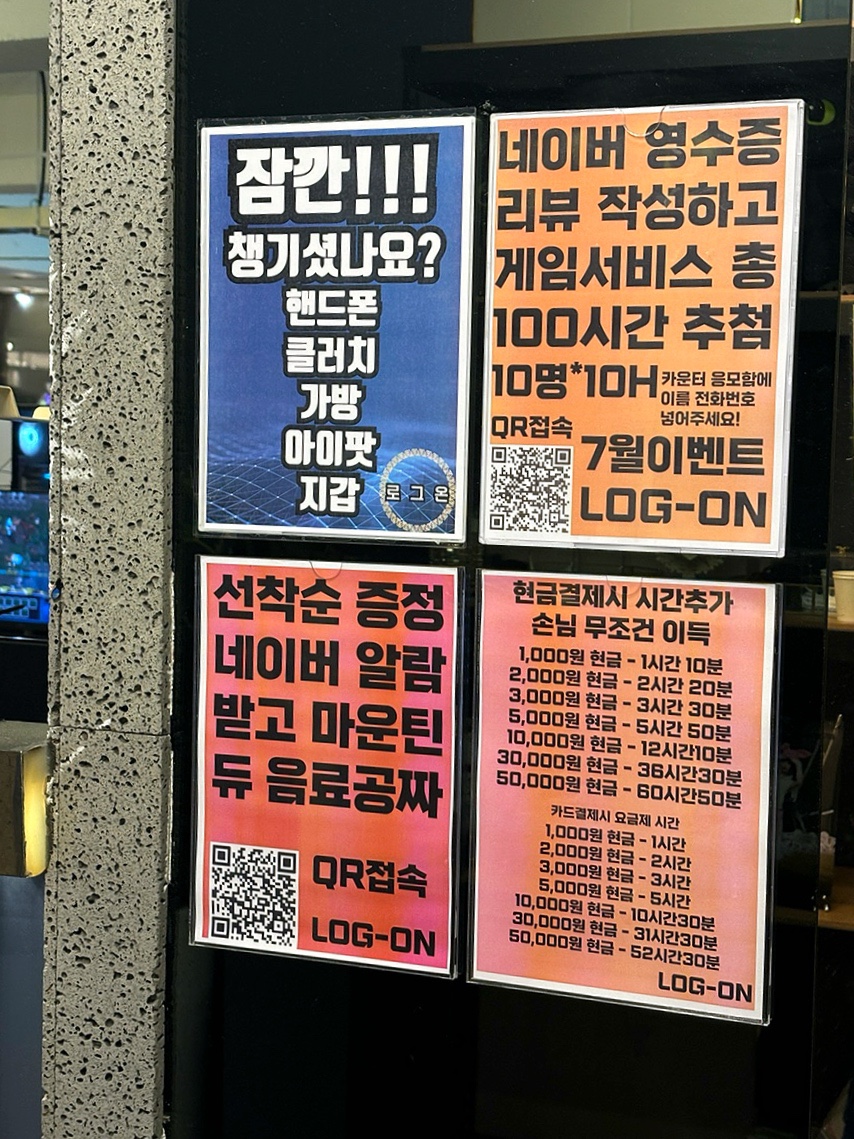 잠깐!!!
챙기셨나요?
핸드폰
클러치
가방
아이팟
지갑
로그온
네이버 영수증
리뷰 작성하고
게임서비스 총
100시간 추첨
10명*10H
카운터 응모함에
이름 전화번호
넣어주세요!
QR접속
7월이벤트
LOG-ON
선착순 증정
네이버 알람
받고 마운틴
듀 음료공짜
QR접속
LOG-ON
현금결제시 시간추가
손님 무조건 이득
1,000원 현금 - 1시간 10분
2,000원 현금 - 2시간 20분
3,000원 현금 - 3시간 30분
5,000원 현금 - 5시간 50분
10,000원 현금 - 12시간10분
30,000원 현금 - 36시간30분
50,000원 현금 - 60시간50분
카드결제시 요금제 시간
1,000원 현금 - 1시간
2,000원 현금 - 2시간
3,000원 현금 - 3시간
5,000원 현금 - 5시간
10,000원 현금 - 10시간30분
30,000원 현금 - 31시간30분
50,000원 현금 - 52시간30분
LOG-ON